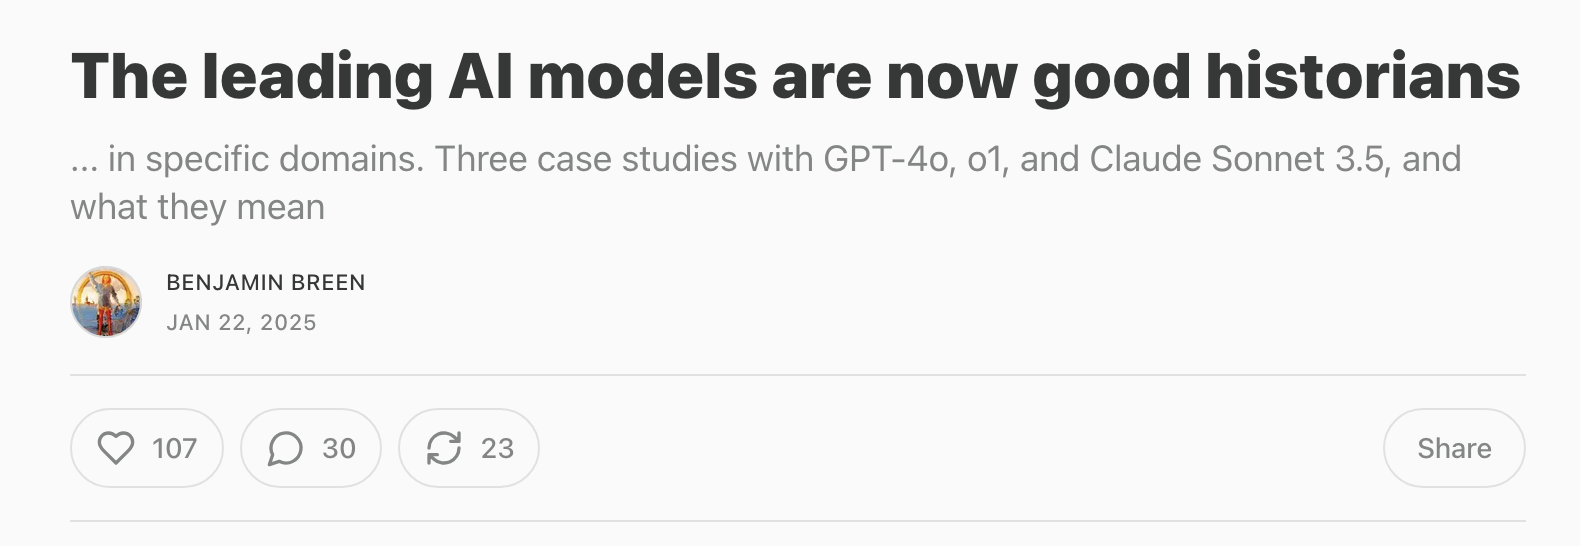 The leading AI models are now good historians
... in specific domains. Three case studies with GPT-4o, o1, and Claude Sonnet 3.5, and
what they mean
BENJAMIN BREEN
JAN 22, 2025
107
30
23
Share